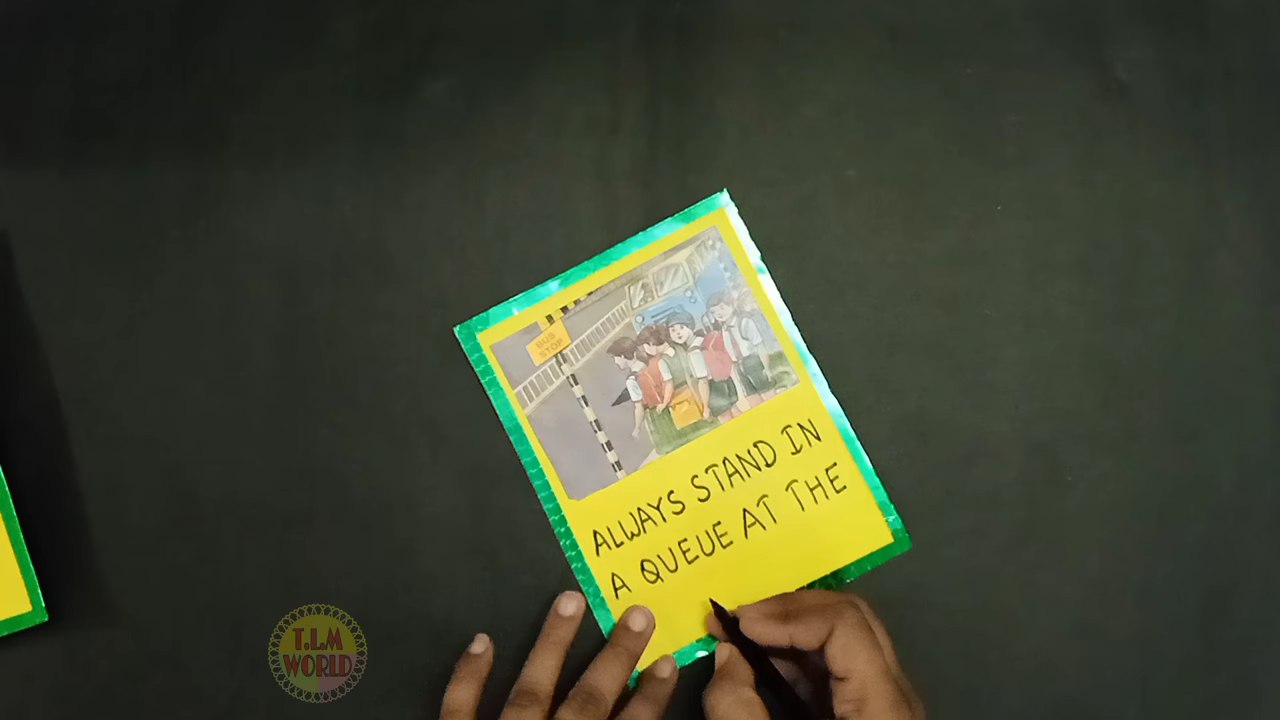 BUS
STOP
ALWAYS STAND IN
A QUEUE AT THE
T.L.M
WORLD